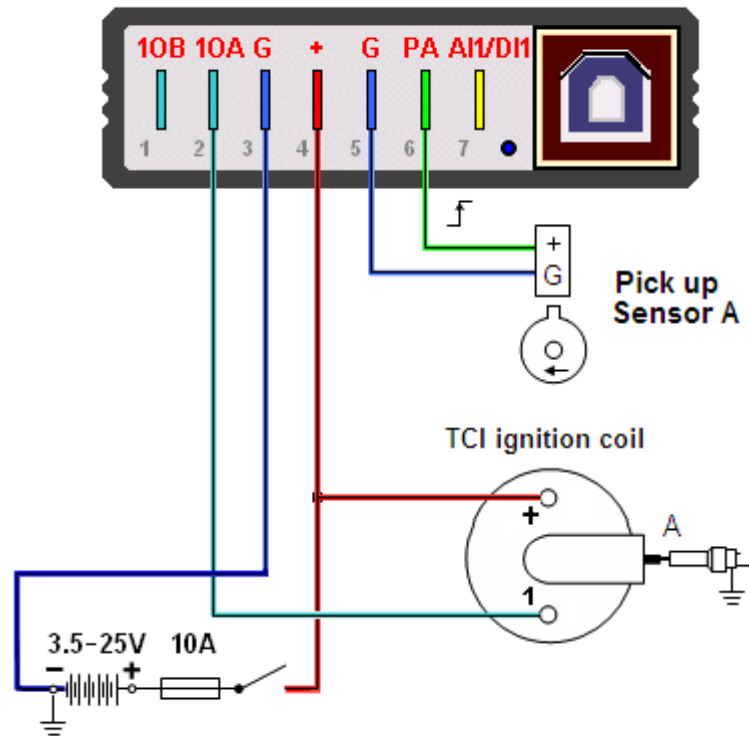 10B 10A G + G PA AI1/DI1
1 2 3 4 5 6 7
+
G
Pick up
Sensor A
TCI ignition coil
+
A
1
3.5-25V 10A
- +